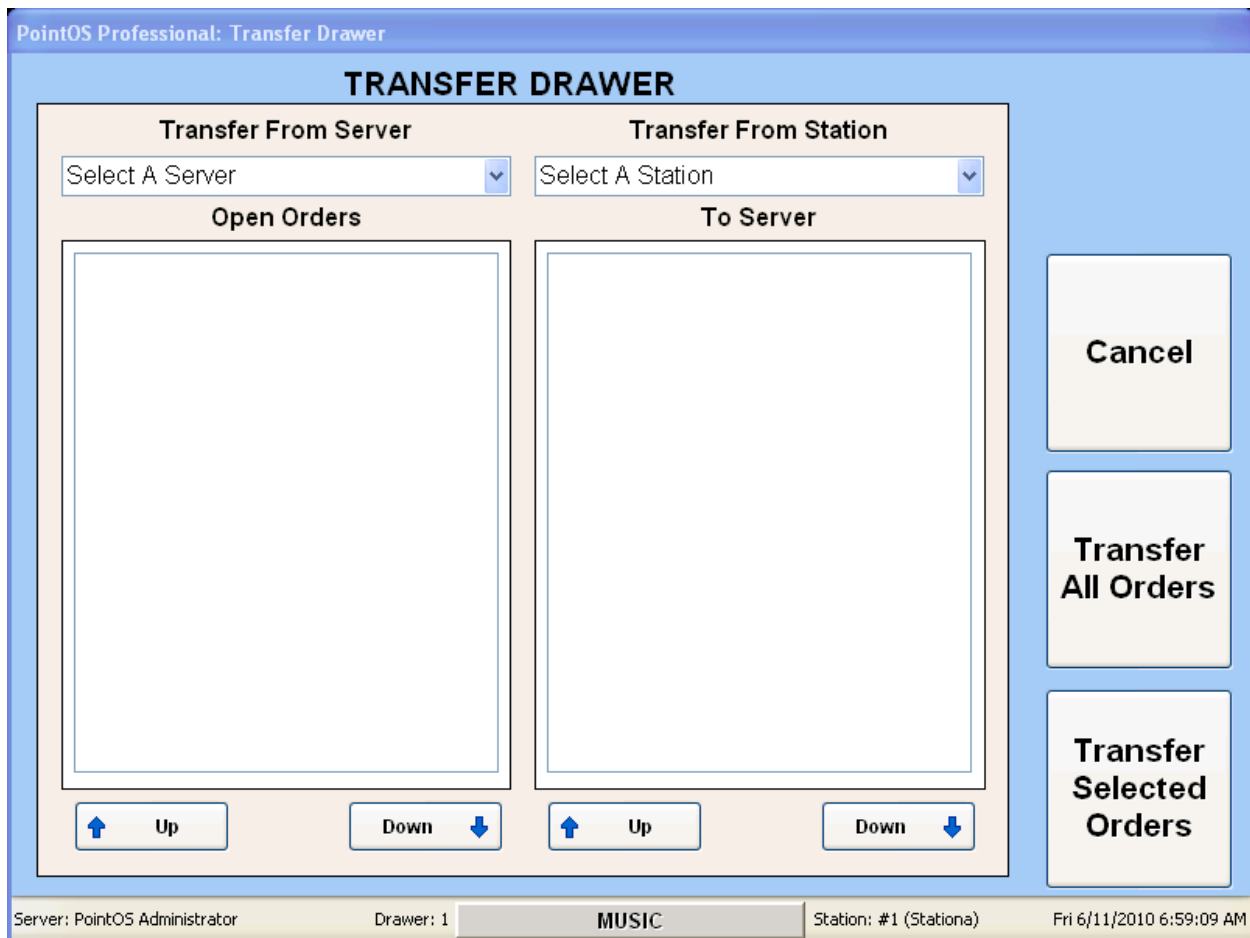 PointOS Professional: Transfer Drawer
TRANSFER DRAWER
Transfer From Server
Transfer From Station
Select A Server
Select A Station
Open Orders
To Server
Cancel
Transfer
All Orders
Transfer
Selected
Orders
Up
Down
Up
Down
Server: PointOS Administrator
Drawer: 1
MUSIC
Station: #1 (Stationa)
Fri 6/11/2010 6:59:09 AM